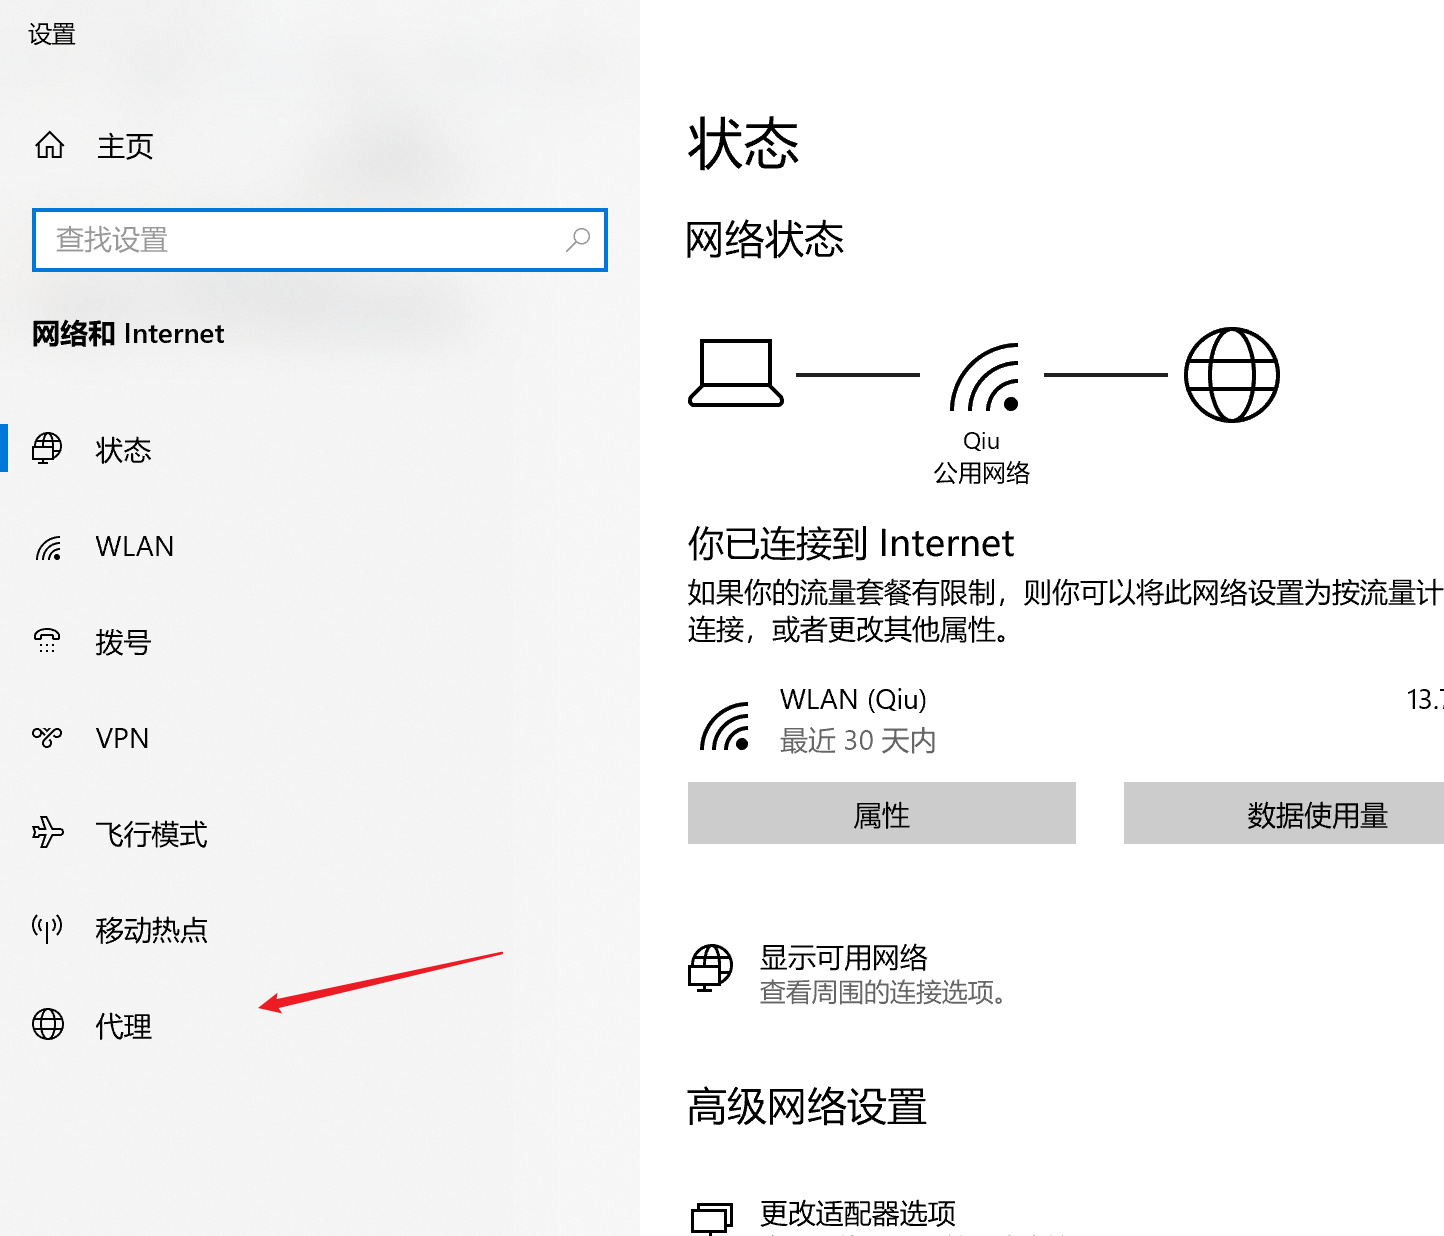 设置
主页
查找设置
网络和 Internet
状态
WLAN
拨号
VPN
飞行模式
移动热点
代理
状态
网络状态
Qiu
公用网络
你已连接到 Internet
如果你的流量套餐有限制，则你可以将此网络设置为按流量计
连接，或者更改其他属性。
WLAN (Qiu)
13.7
最近 30 天内
属性
数据使用量
显示可用网络
查看周围的连接选项。
高级网络设置
更改适配器选项